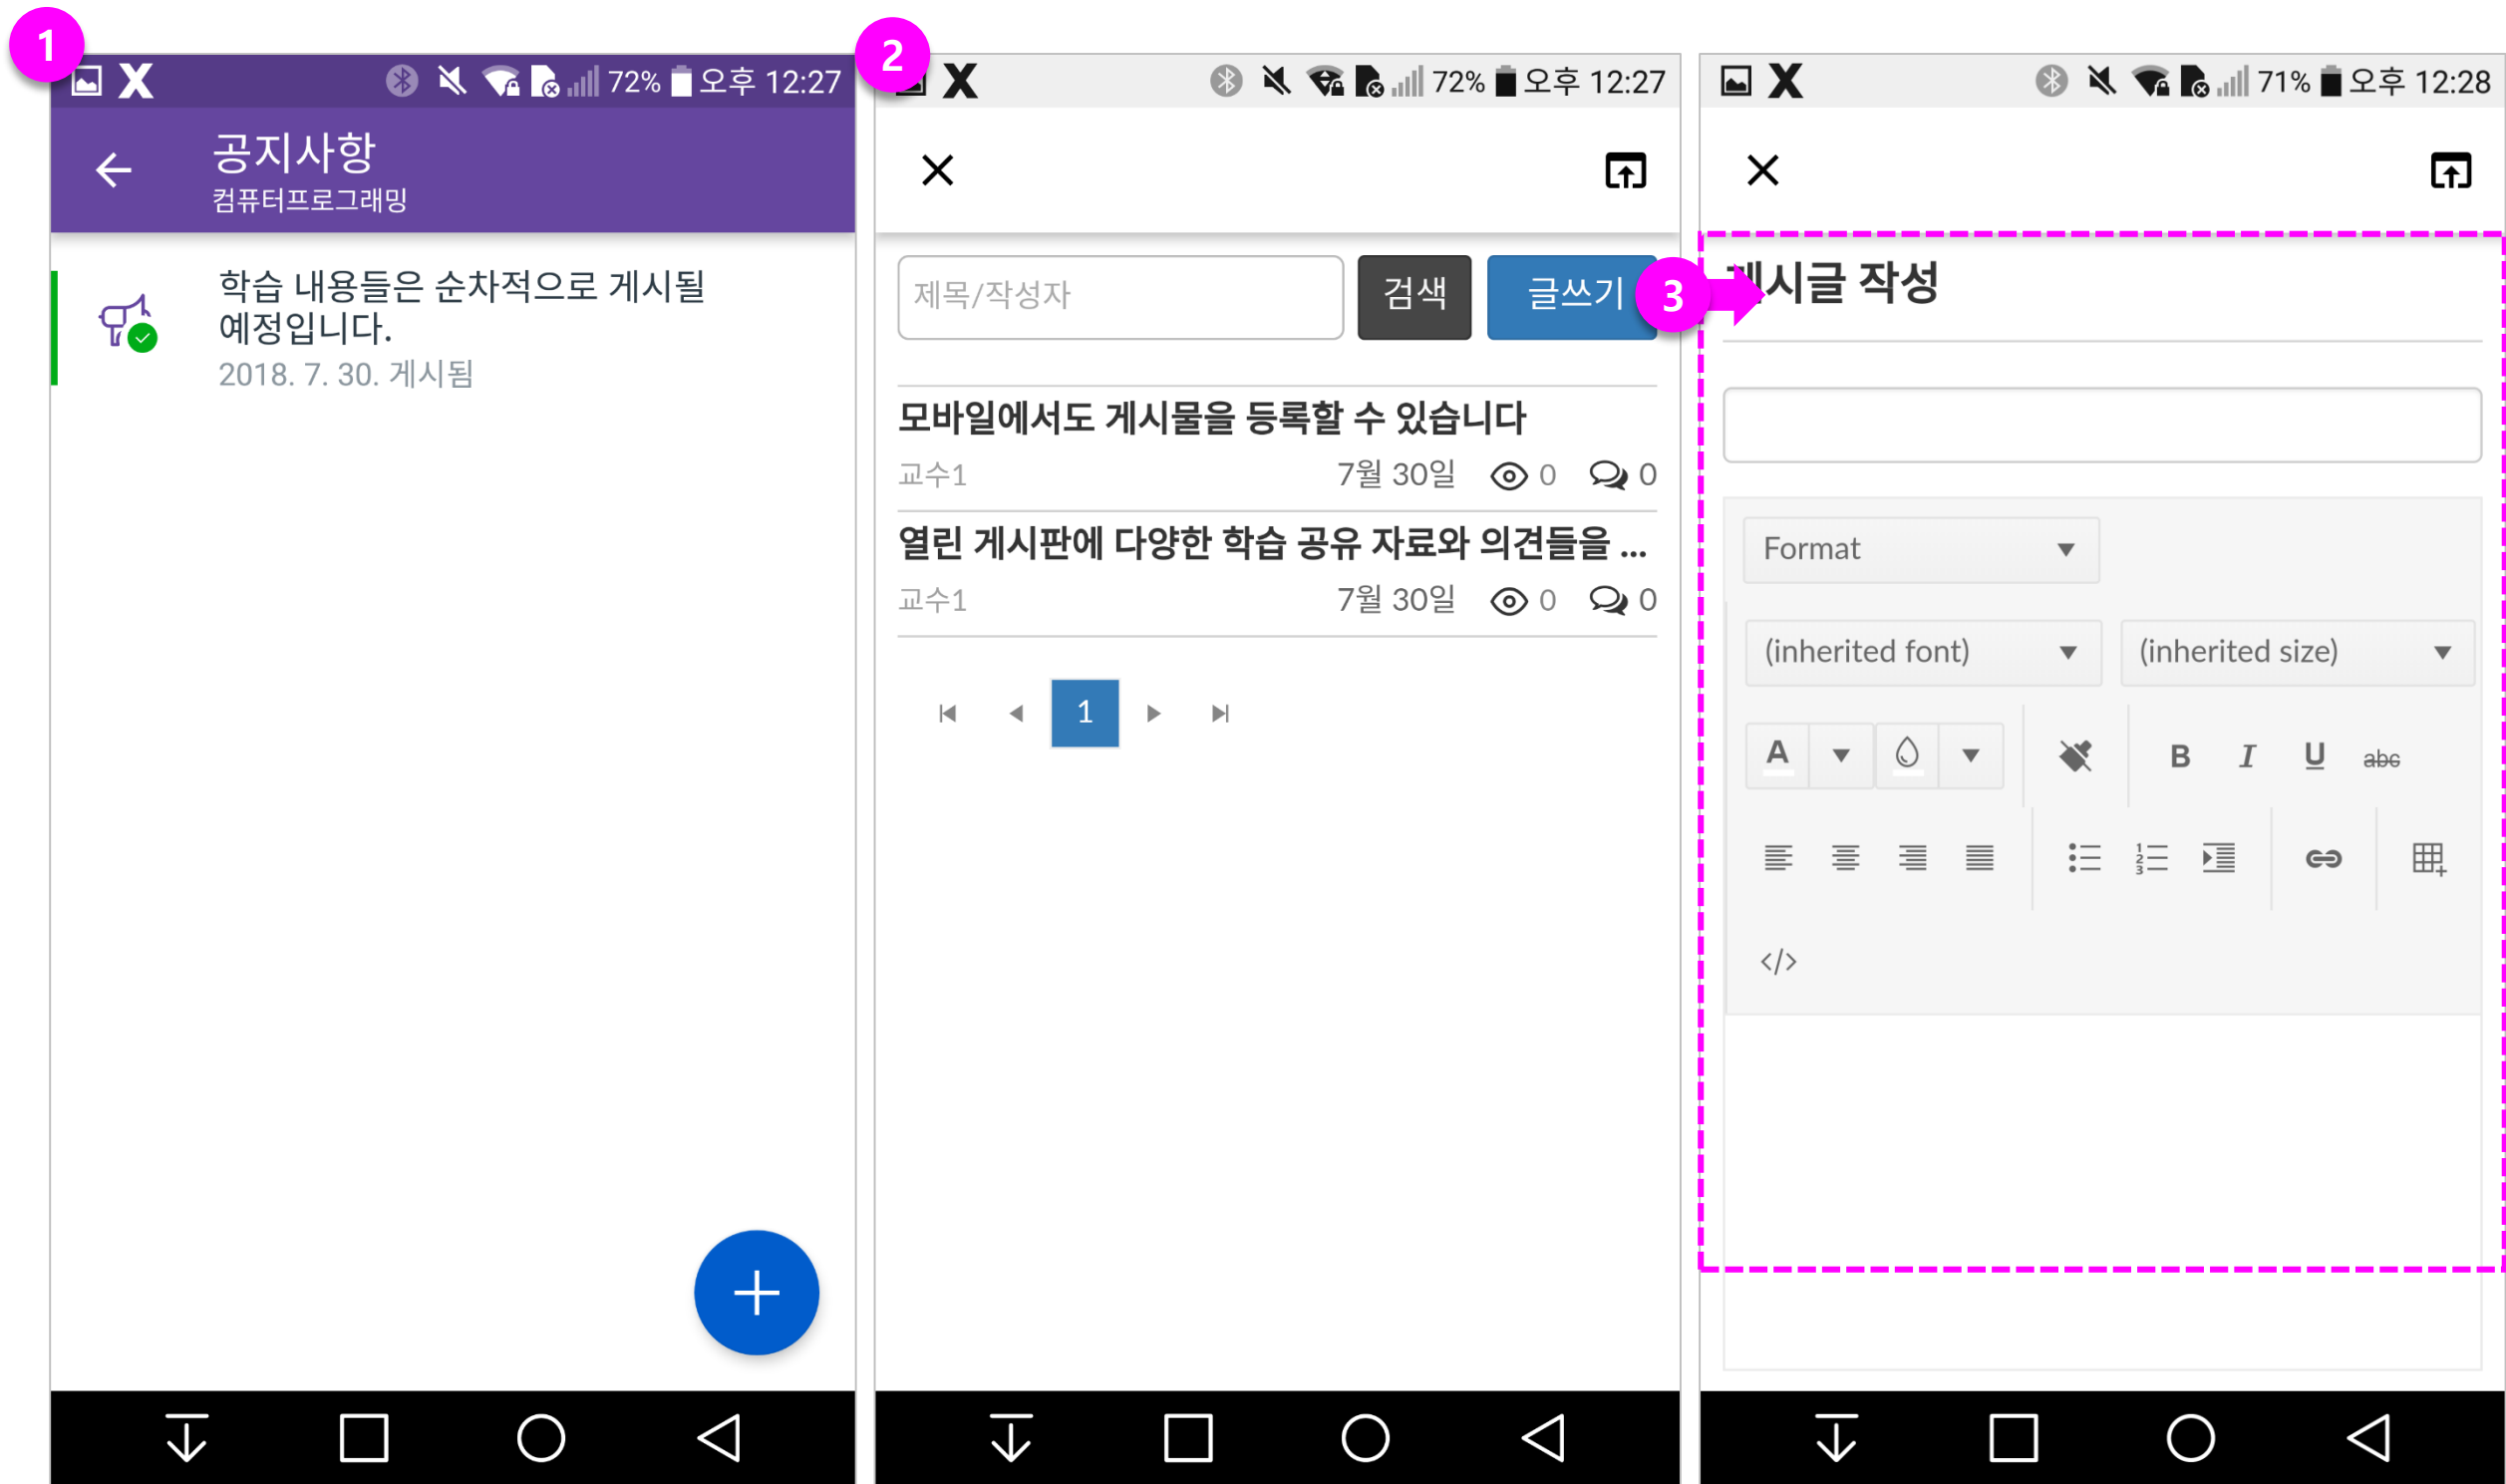 1
72% 오후 12:27
공지사항
컴퓨터프로그래밍
학습 내용들은 순차적으로 게시될
예정입니다.
2018. 7. 30. 게시됨
2
72% 오후 12:27
제목/작성자
검색
글쓰기
모바일에서도 게시물을 등록할 수 있습니다
교수1
7월 30일
0
0
열린 게시판에 다양한 학습 공유 자료와 의견들을 ...
교수1
7월 30일
0
0
1
3
71% 오후 12:28
게시글 작성
Format
(inherited font)
(inherited size)
A
B I U abc
</>